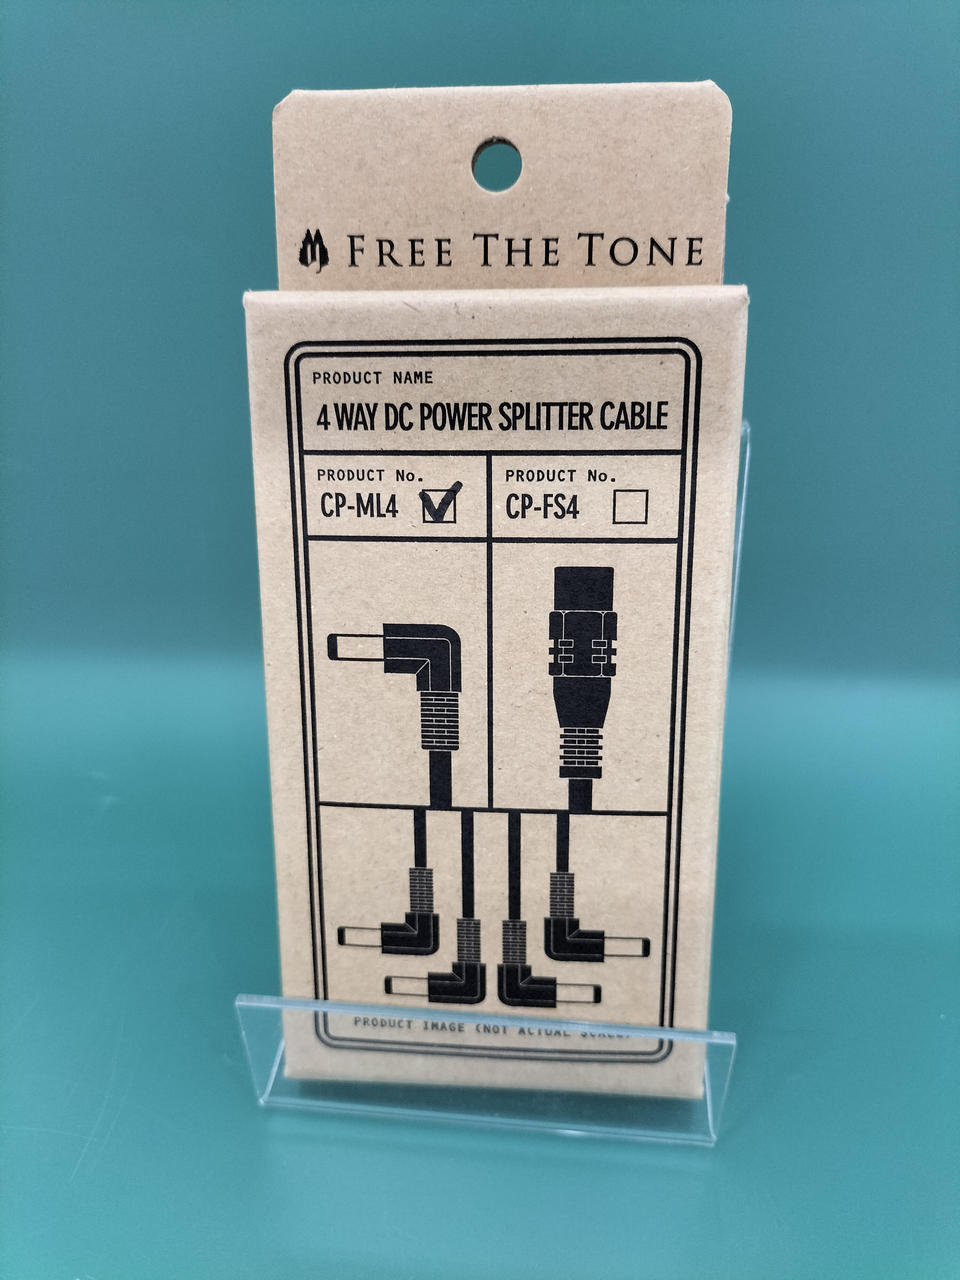 FREE THE TONE
PRODUCT NAME
4 WAY DC POWER SPLITTER CABLE
PRODUCT No.
CP-ML4
PRODUCT No.
CP-FS4
PRODUCT IMAGE (NOT ACTUAL SCALE)